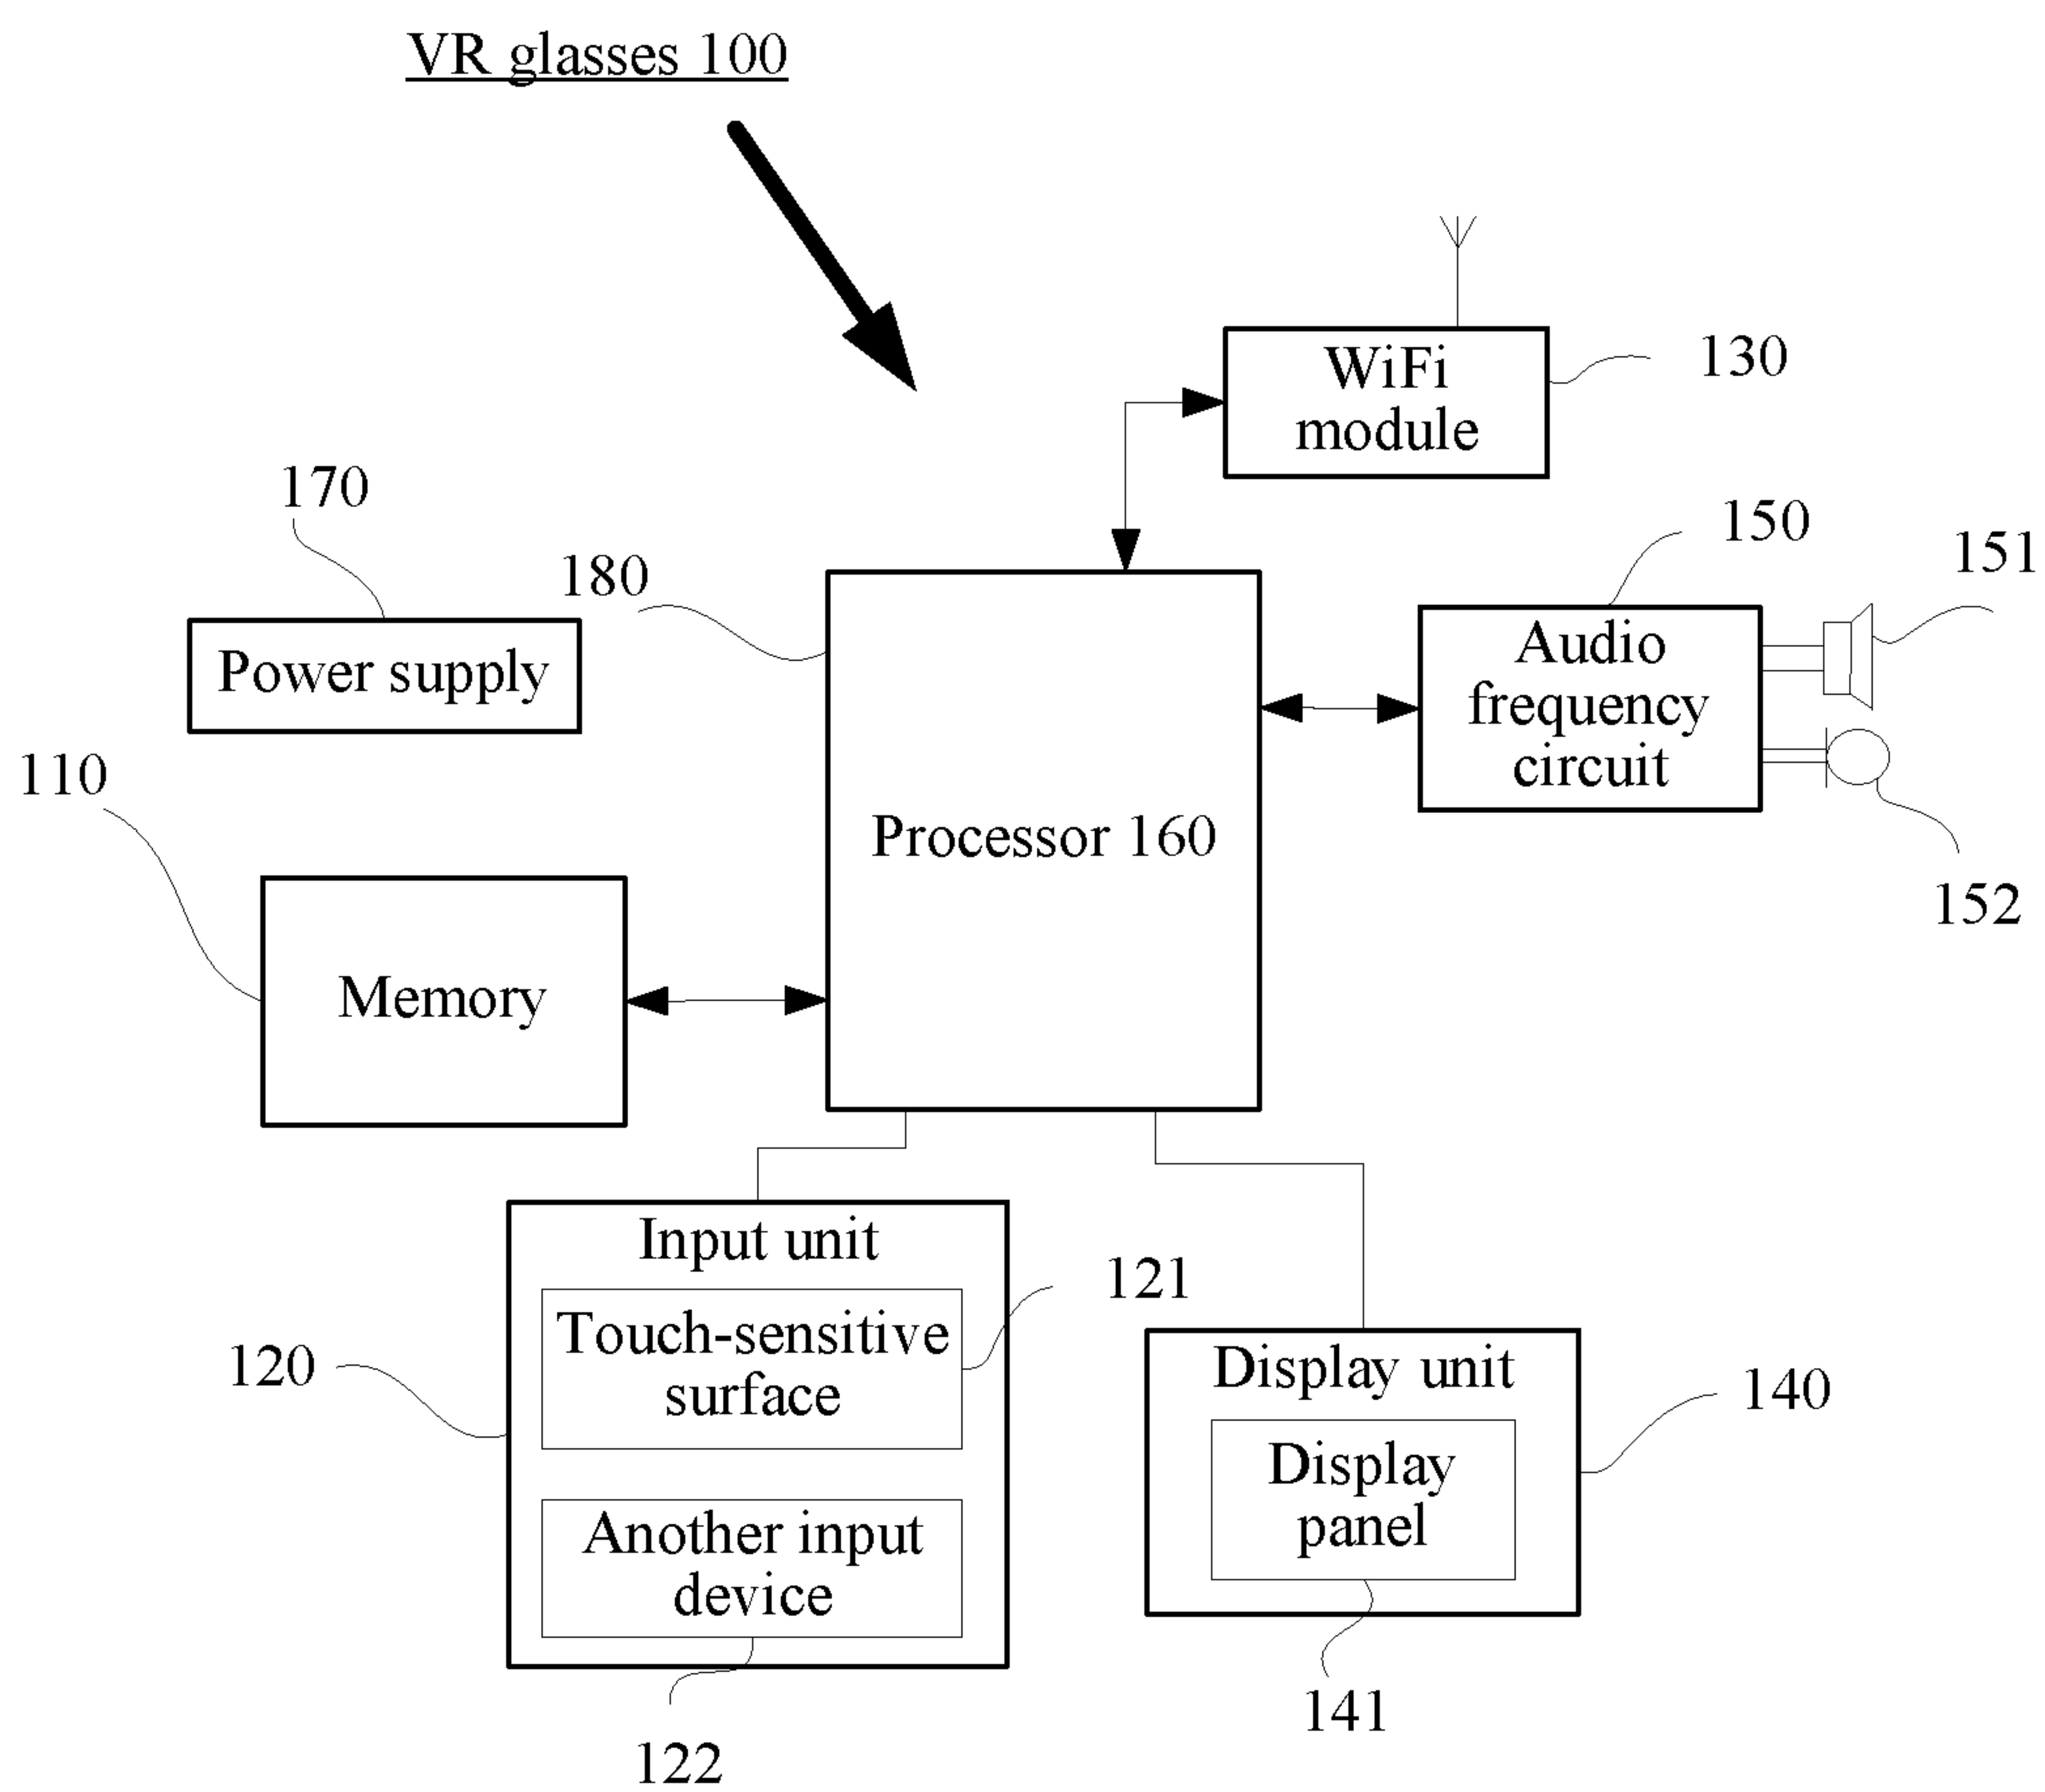 VR glasses 100
WiFi
module
130
170
180
150
151
Power supply
Audio
frequency
circuit
110
Processor 160
152
Memory
Input unit
121
Touch-sensitive
surface
120
Display unit
140
Display
panel
Another input
device
141
122